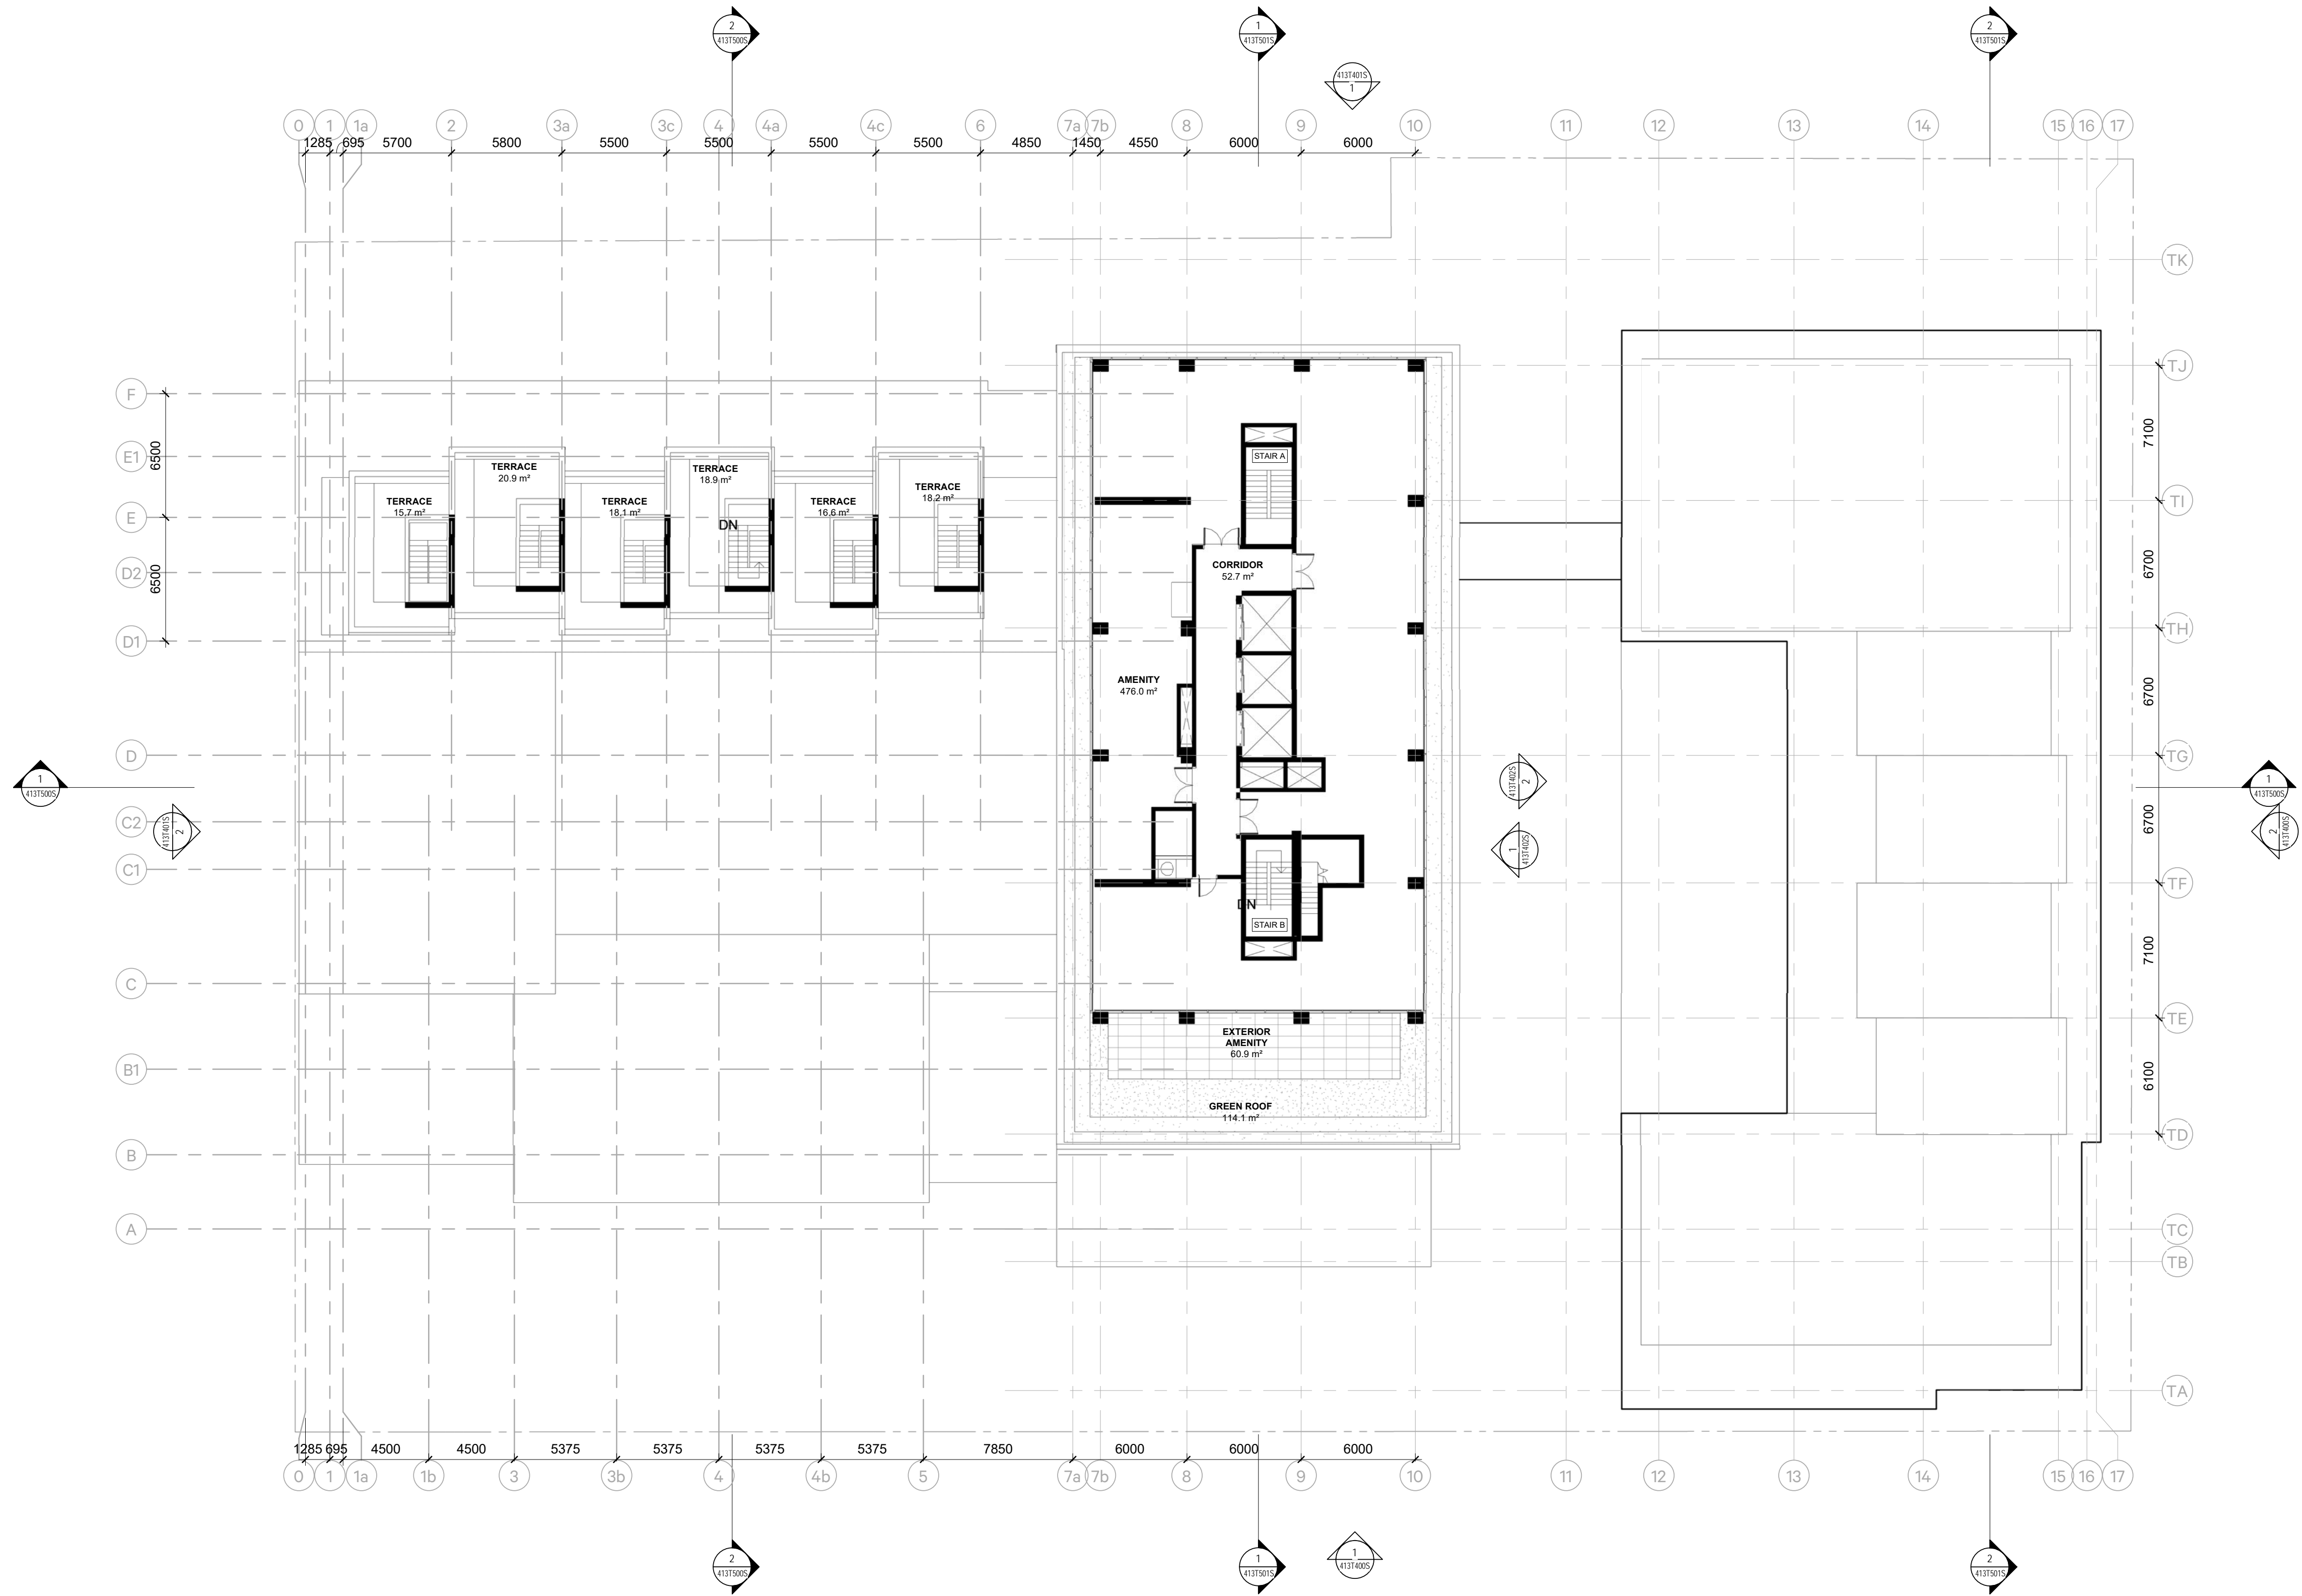 2
413T500S
1
413T501S
2
413T501S
413T401S
1
0 1 1a 2 3a 3c 4 4a 4c 6 7a 7b 8 9 10 11 12 13 14 15 16 17
1285 695 5700 5800 5500 5500 5500 5500 4850 1450 4550 6000 6000
TK
TJ
F
7100
E1
6500
TERRACE
20.9 m²
TERRACE
18.9 m²
STAIR A
TERRACE
15.7 m²
TERRACE
18.1 m²
TERRACE
16.6 m²
TERRACE
18.2 m²
TI
E
DN
6700
D2
6500
CORRIDOR
52.7 m²
TH
D1
AMENITY
476.0 m²
6700
D
TG
1
413T500S
2
413T402S
1
413T500S
6700
C2
2
413T401S
1
413T402S
2
413T400S
C1
TF
DN
STAIR B
7100
C
TE
EXTERIOR
AMENITY
60.9 m²
B1
6100
GREEN ROOF
114.1 m²
TD
B
A
TC
TB
TA
1285 695 4500 4500 5375 5375 5375 5375 7850 6000 6000 6000
0 1 1a 1b 3 3b 4 4b 5 7a 7b 8 9 10 11 12 13 14 15 16 17
2
413T500S
1
413T501S
1
413T400S
2
413T501S